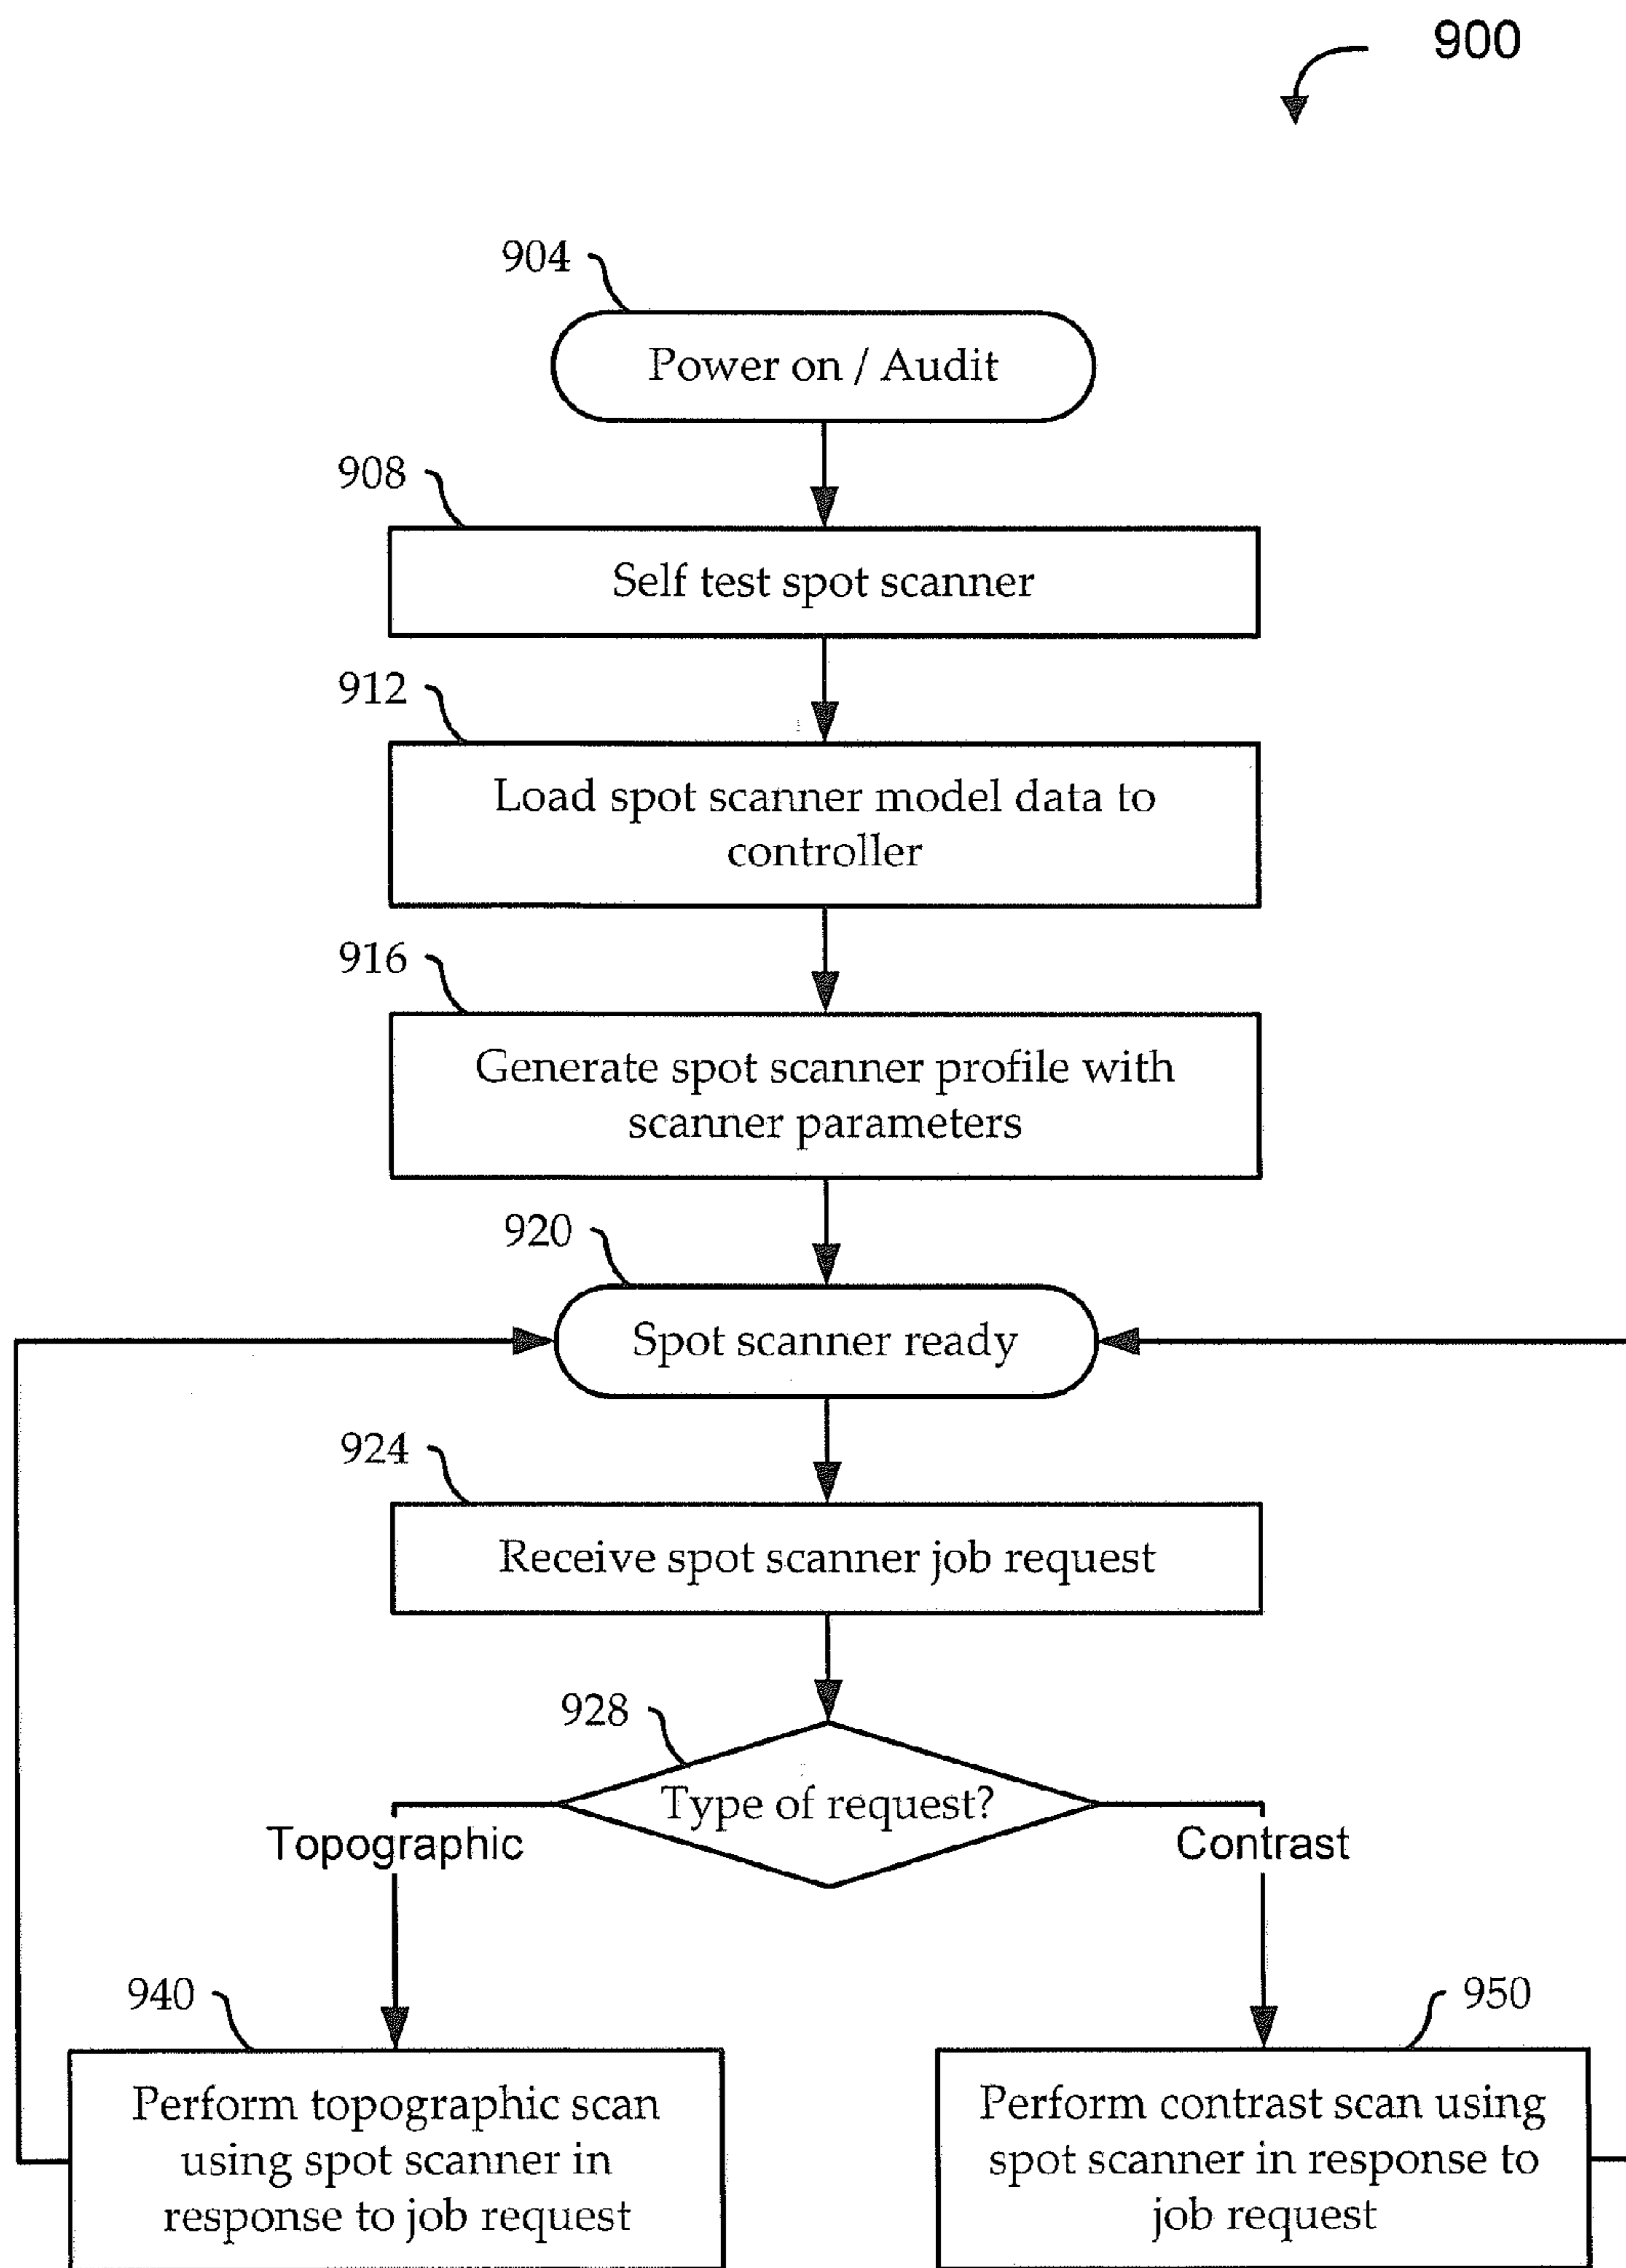 900
904
Power on / Audit
908
Self test spot scanner
912
Load spot scanner model data to
controller
916
Generate spot scanner profile with
scanner parameters
920
Spot scanner ready
924
Receive spot scanner job request
928
Type of request?
Topographic
Contrast
940
Perform topographic scan
using spot scanner in
response to job request
950
Perform contrast scan using
spot scanner in response to
job request